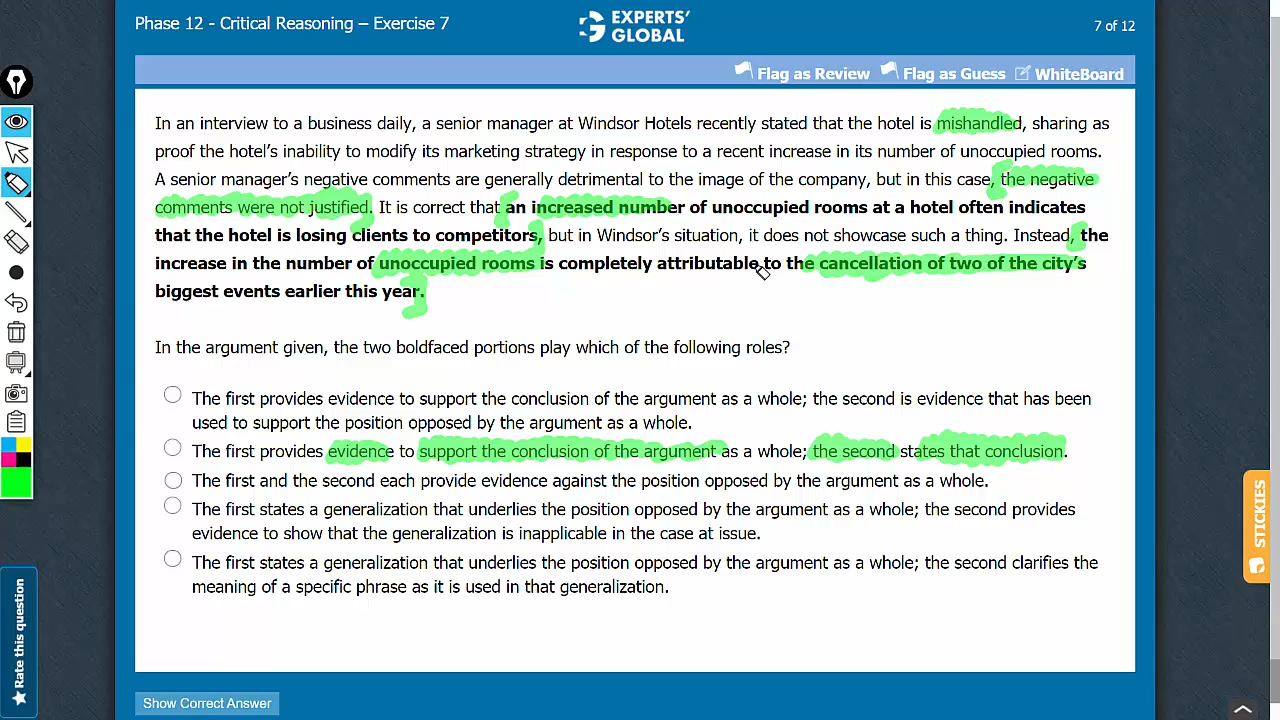 Phase 12 - Critical Reasoning – Exercise 7
EXPERTS'
GLOBAL
7 of 12
Flag as Review
Flag as Guess
WhiteBoard
In an interview to a business daily, a senior manager at Windsor Hotels recently stated that the hotel is mishandled, sharing as
proof the hotel's inability to modify its marketing strategy in response to a recent increase in its number of unoccupied rooms.
A senior manager's negative comments are generally detrimental to the image of the company, but in this case, the negative
comments were not justified. It is correct that an increased number of unoccupied rooms at a hotel often indicates
that the hotel is losing clients to competitors, but in Windsor's situation, it does not showcase such a thing. Instead, the
increase in the number of unoccupied rooms is completely attributable to the cancellation of two of the city's
biggest events earlier this year.
In the argument given, the two boldfaced portions play which of the following roles?
The first provides evidence to support the conclusion of the argument as a whole; the second is evidence that has been
used to support the position opposed by the argument as a whole.
The first provides evidence to support the conclusion of the argument as a whole; the second states that conclusion.
The first and the second each provide evidence against the position opposed by the argument as a whole.
The first states a generalization that underlies the position opposed by the argument as a whole; the second provides
evidence to show that the generalization is inapplicable in the case at issue.
The first states a generalization that underlies the position opposed by the argument as a whole; the second clarifies the
meaning of a specific phrase as it is used in that generalization.
Show Correct Answer
Rate this question
STICKIES